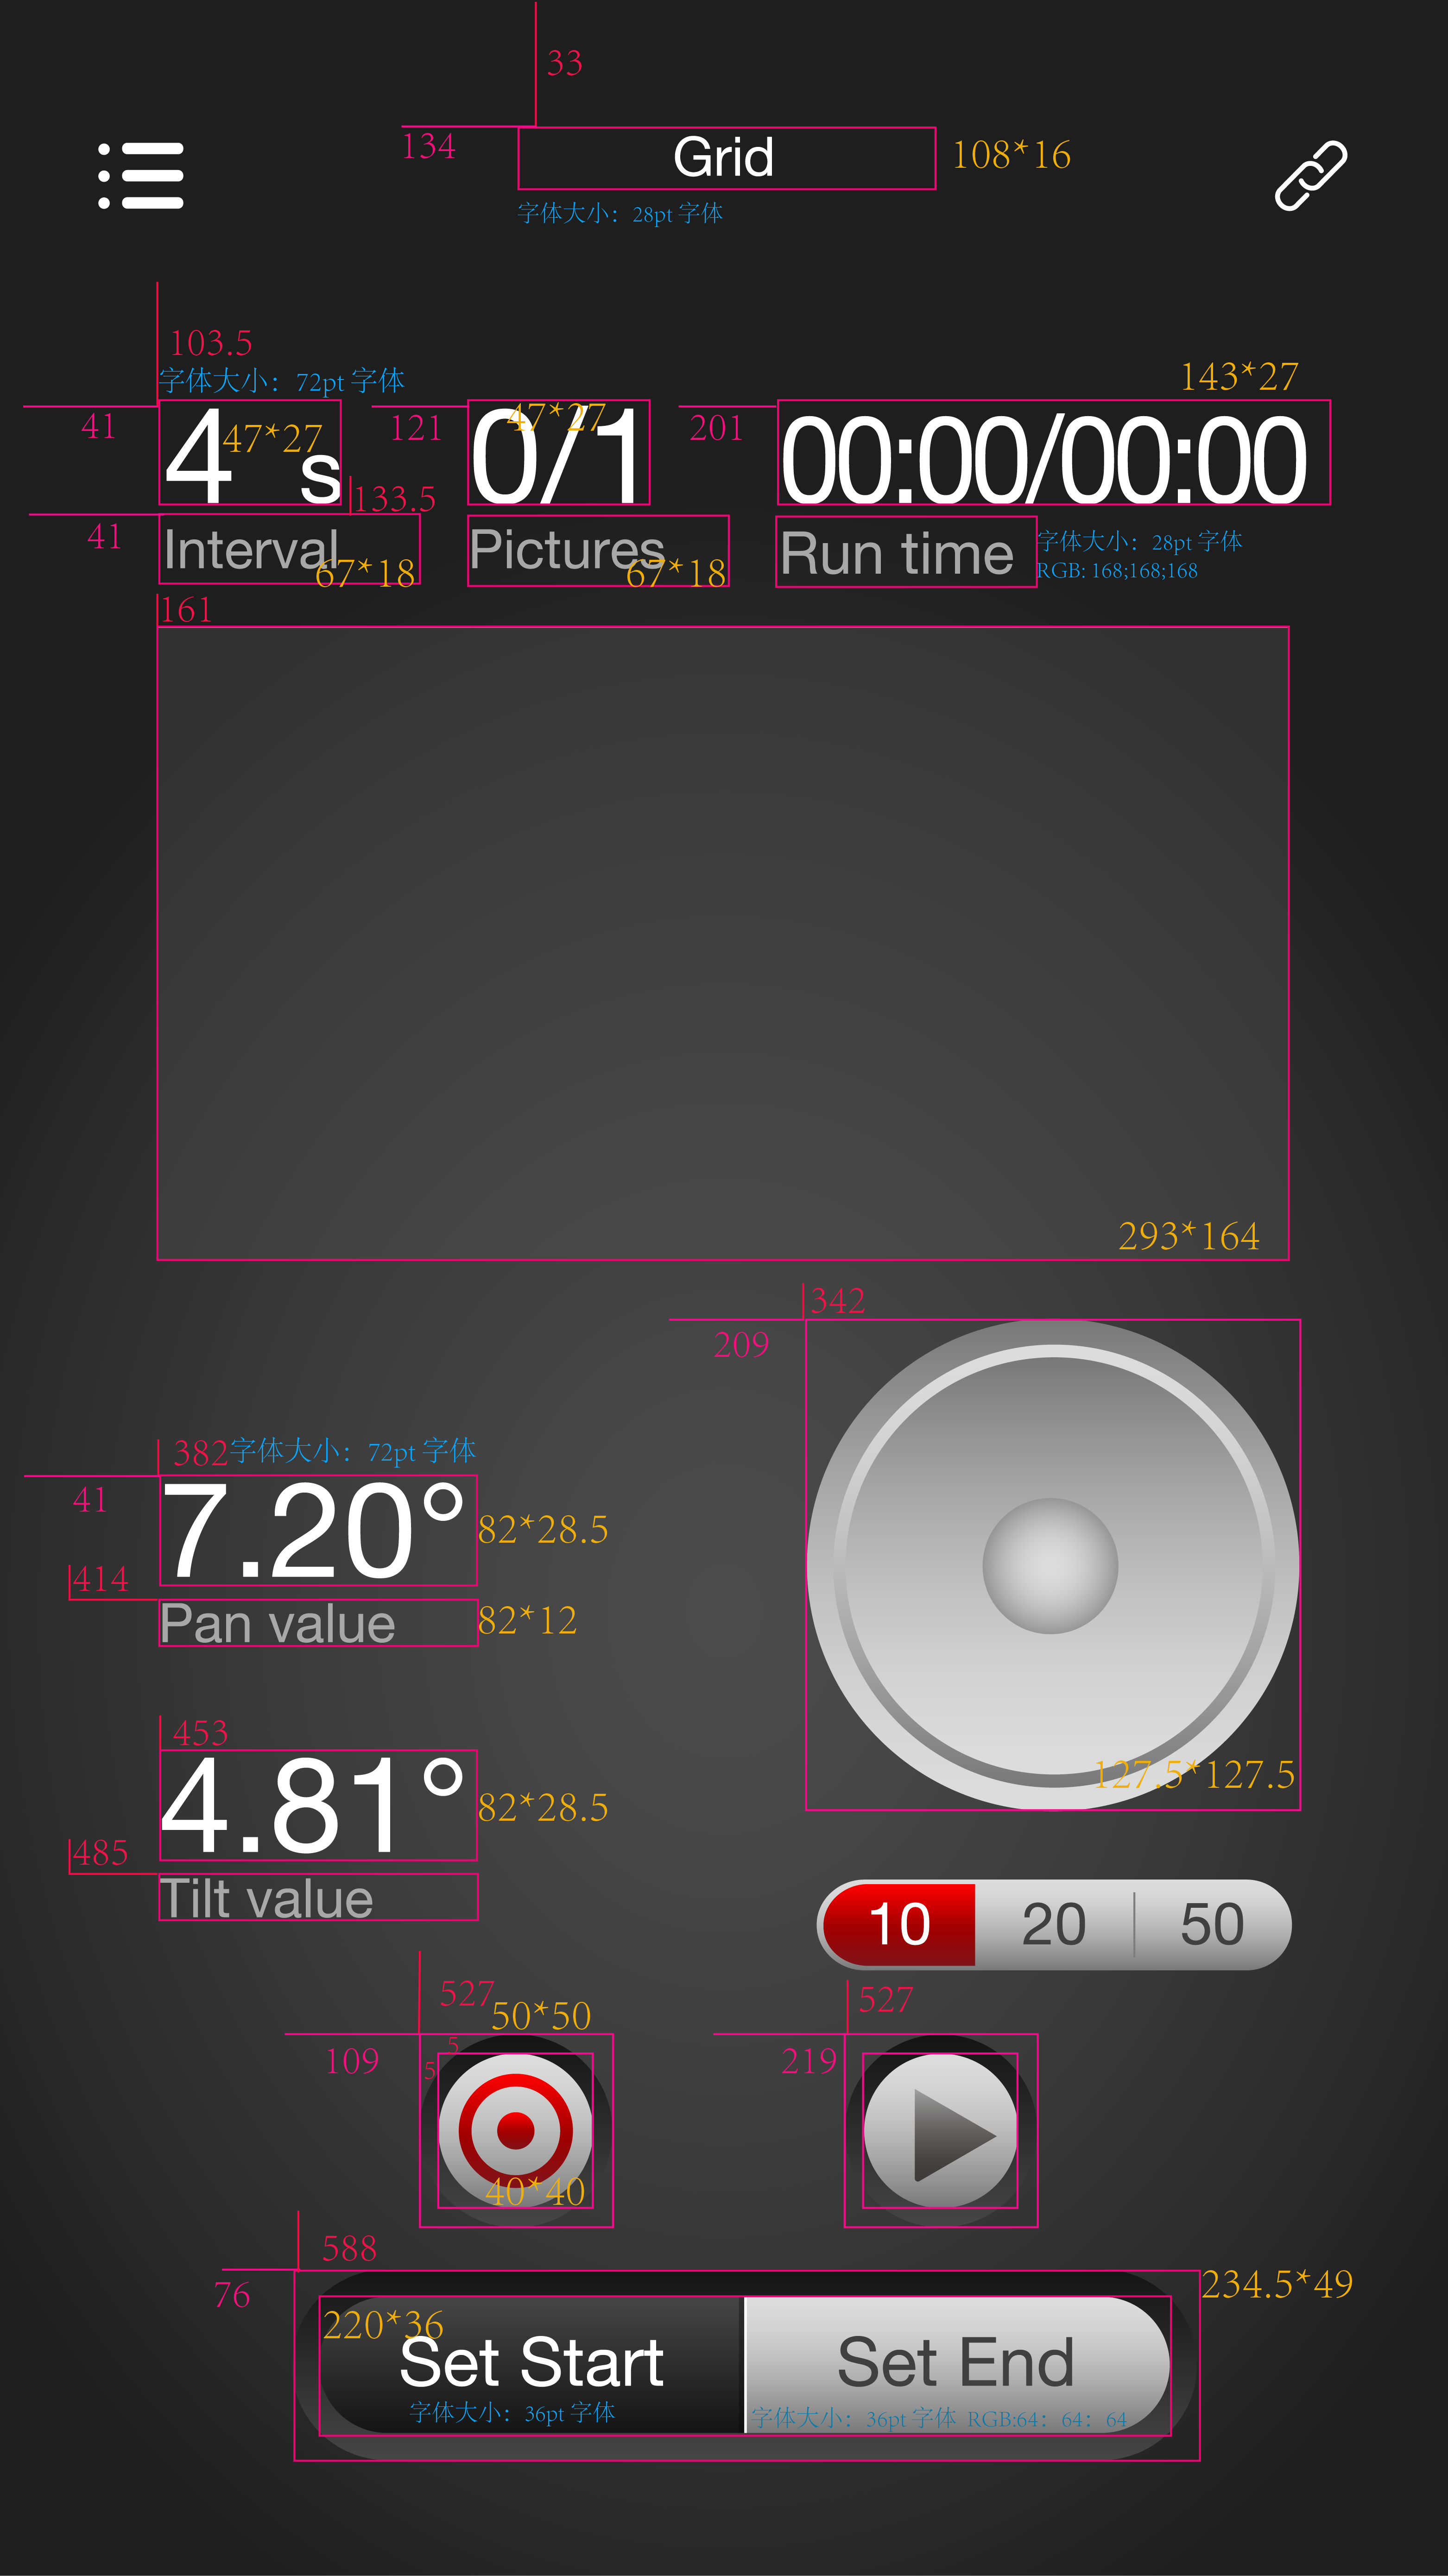 33
134
Grid
108*16
字体大小：28pt 字体
103.5
字体大小：72pt 字体
143*27
41
4 s
47*27
121
0/1
47*27
201
00:00/00:00
133.5
41
Interval
67*18
Pictures
67*18
Run time
字体大小：28pt 字体
RGB: 168;168;168
161
293*164
342
209
382
字体大小：72pt 字体
41
7.20°
82*28.5
414
Pan value
82*12
453
4.81°
82*28.5
127.5*127.5
485
Tilt value
10 20 50
527
50*50
527
109
5
5
219
40*40
588
76
234.5*49
220*36
Set Start
Set End
字体大小：36pt 字体
字体大小：36pt 字体 RGB:64：64：64